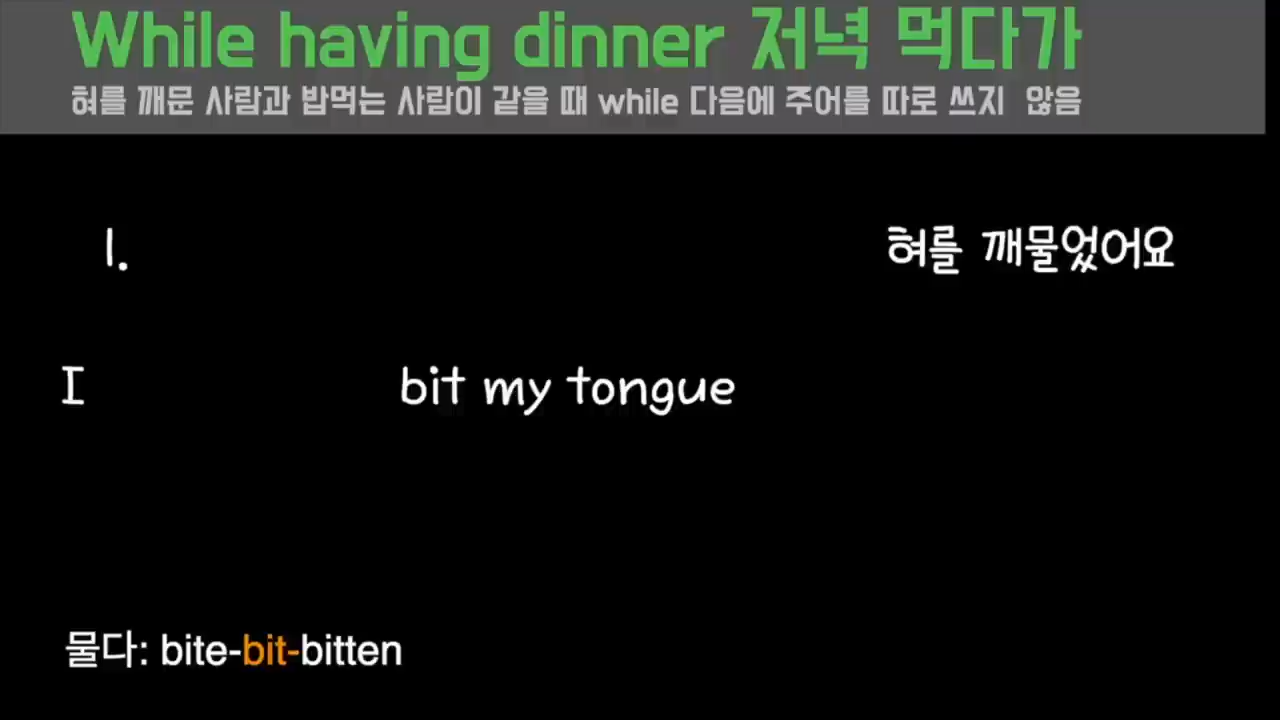 While having dinner 저녁 먹다가
혀를 깨문 사람과 밥먹는 사람이 같을 때 while 다음에 주어를 따로 쓰지 않음
1. 혀를 깨물었어요
I bit my tongue
물다: bite-bit-bitten